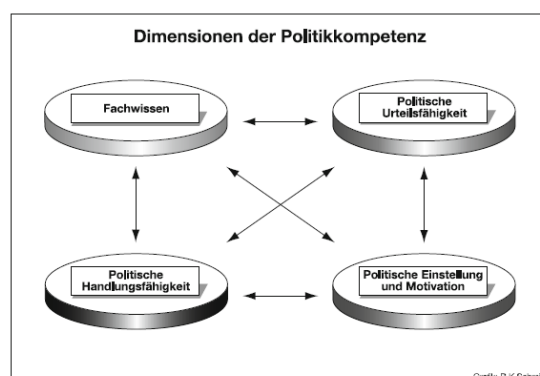 Dimensionen der Politikkompetenz
Fachwissen
Politische
Urteilsfähigkeit
Politische
Handlungsfähigkeit
Politische Einstellung
und Motivation